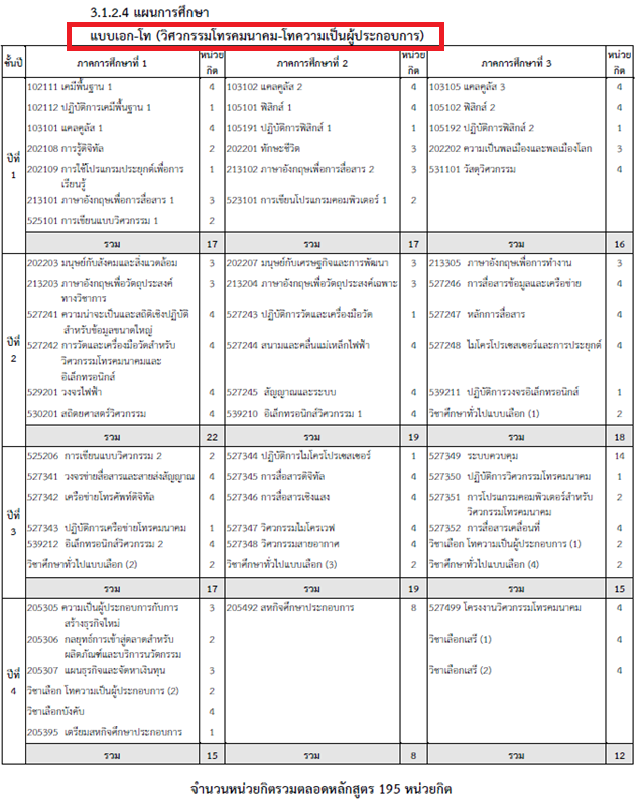 3.1.2.4 แผนการศึกษา
แบบเอก-โท (วิศวกรรมโทรคมนาคม-โทความเป็นผู้ประกอบการ)
ชั้นปี ภาคการศึกษาที่ 1 หน่วยกิต ภาคการศึกษาที่ 2 หน่วยกิต ภาคการศึกษาที่ 3 หน่วยกิต
ปีที่ 1
102111 เคมีพื้นฐาน 1 4 103102 แคลคูลัส 2 4 103105 แคลคูลัส 3 4
102112 ปฏิบัติการเคมีพื้นฐาน 1 1 105101 ฟิสิกส์ 1 4 105102 ฟิสิกส์ 2 4
103101 แคลคูลัส 1 4 105191 ปฏิบัติการฟิสิกส์ 1 1 105192 ปฏิบัติการฟิสิกส์ 2 1
202108 การรู้ดิจิทัล 2 202201 ทักษะชีวิต 3 202202 ความเป็นพลเมืองและพลเมืองโลก 3
202109 การใช้โปรแกรมประยุกต์เพื่อการ 1 213102 ภาษาอังกฤษเพื่อการสื่อสาร 2 3 531101 วัสดุวิศวกรรม 4
เรียนรู้
213101 ภาษาอังกฤษเพื่อการสื่อสาร 1 3 523101 การเขียนโปรแกรมคอมพิวเตอร์ 1 2
525101 การเขียนแบบวิศวกรรม 1 2
รวม 17 รวม 17 รวม 16
ปีที่ 2
202203 มนุษย์กับสังคมและสิ่งแวดล้อม 3 202207 มนุษย์กับเศรษฐกิจและการพัฒนา 3 213305 ภาษาอังกฤษเพื่อการทำงาน 3
213203 ภาษาอังกฤษเพื่อวัตถุประสงค์ 3 213204 ภาษาอังกฤษเพื่อวัตถุประสงค์เฉพาะ 3 527246 การสื่อสารข้อมูลและเครือข่าย 4
ทางวิชาการ
527241 ความน่าจะเป็นและสถิติเชิงปฏิบัติ 4 527243 ปฏิบัติการวัดและเครื่องมือวัด 1 527247 หลักการสื่อสาร 4
สำหรับข้อมูลขนาดใหญ่
527242 การวัดและเครื่องมือวัดสำหรับ 4 527244 สนามและคลื่นแม่เหล็กไฟฟ้า 4 527248 ไมโครโปรเซสเซอร์และการประยุกต์ 4
วิศวกรรมโทรคมนาคมและ
อิเล็กทรอนิกส์
529201 วงจรไฟฟ้า 4 527245 สัญญาณและระบบ 4 539211 ปฏิบัติการวงจรอิเล็กทรอนิกส์ 1
530201 สถิตยศาสตร์วิศวกรรม 4 539210 อิเล็กทรอนิกส์วิศวกรรม 1 4 วิชาศึกษาทั่วไปแบบเลือก (1) 2
รวม 22 รวม 19 รวม 18
ปีที่ 3
525206 การเขียนแบบวิศวกรรม 2 2 527344 ปฏิบัติการไมโครโปรเซสเซอร์ 1 527349 ระบบควบคุม 14
527341 วงจรข่ายสื่อสารและสายส่งสัญญาณ 4 527345 การสื่อสารดิจิทัล 4 527350 ปฏิบัติการวิศวกรรมโทรคมนาคม 1
527342 เครือข่ายโทรศัพท์ดิจิทัล 4 527346 การสื่อสารเชิงแสง 4 527351 การโปรแกรมคอมพิวเตอร์สำหรับ 2
วิศวกรรมโทรคมนาคม
527343 ปฏิบัติการเครือข่ายโทรคมนาคม 1 527347 วิศวกรรมไมโครเวฟ 4 527352 การสื่อสารเคลื่อนที่ 4
539212 อิเล็กทรอนิกส์วิศวกรรม 2 4 527348 วิศวกรรมสายอากาศ 4 วิชาเลือก โทความเป็นผู้ประกอบการ (1) 2
วิชาศึกษาทั่วไปแบบเลือก (2) 2 วิชาศึกษาทั่วไปแบบเลือก (3) 2 วิชาศึกษาทั่วไปแบบเลือก (4) 2
รวม 17 รวม 19 รวม 15
ปีที่ 4
205305 ความเป็นผู้ประกอบการกับการ 3 205492 สหกิจศึกษาประกอบการ 8 527499 โครงงานวิศวกรรมโทรคมนาคม 4
สร้างธุรกิจใหม่
205306 กลยุทธ์การเข้าสู่ตลาดสำหรับ 2 วิชาเลือกเสรี (1) 4
ผลิตภัณฑ์และบริการนวัตกรรม
205307 แผนธุรกิจและจัดหาเงินทุน 3 วิชาเลือกเสรี (2) 4
วิชาเลือก โทความเป็นผู้ประกอบการ (2) 2
วิชาเลือกบังคับ 4
205395 เตรียมสหกิจศึกษาประกอบการ 1
รวม 15 รวม 8 รวม 12
จำนวนหน่วยกิตรวมตลอดหลักสูตร 195 หน่วยกิต